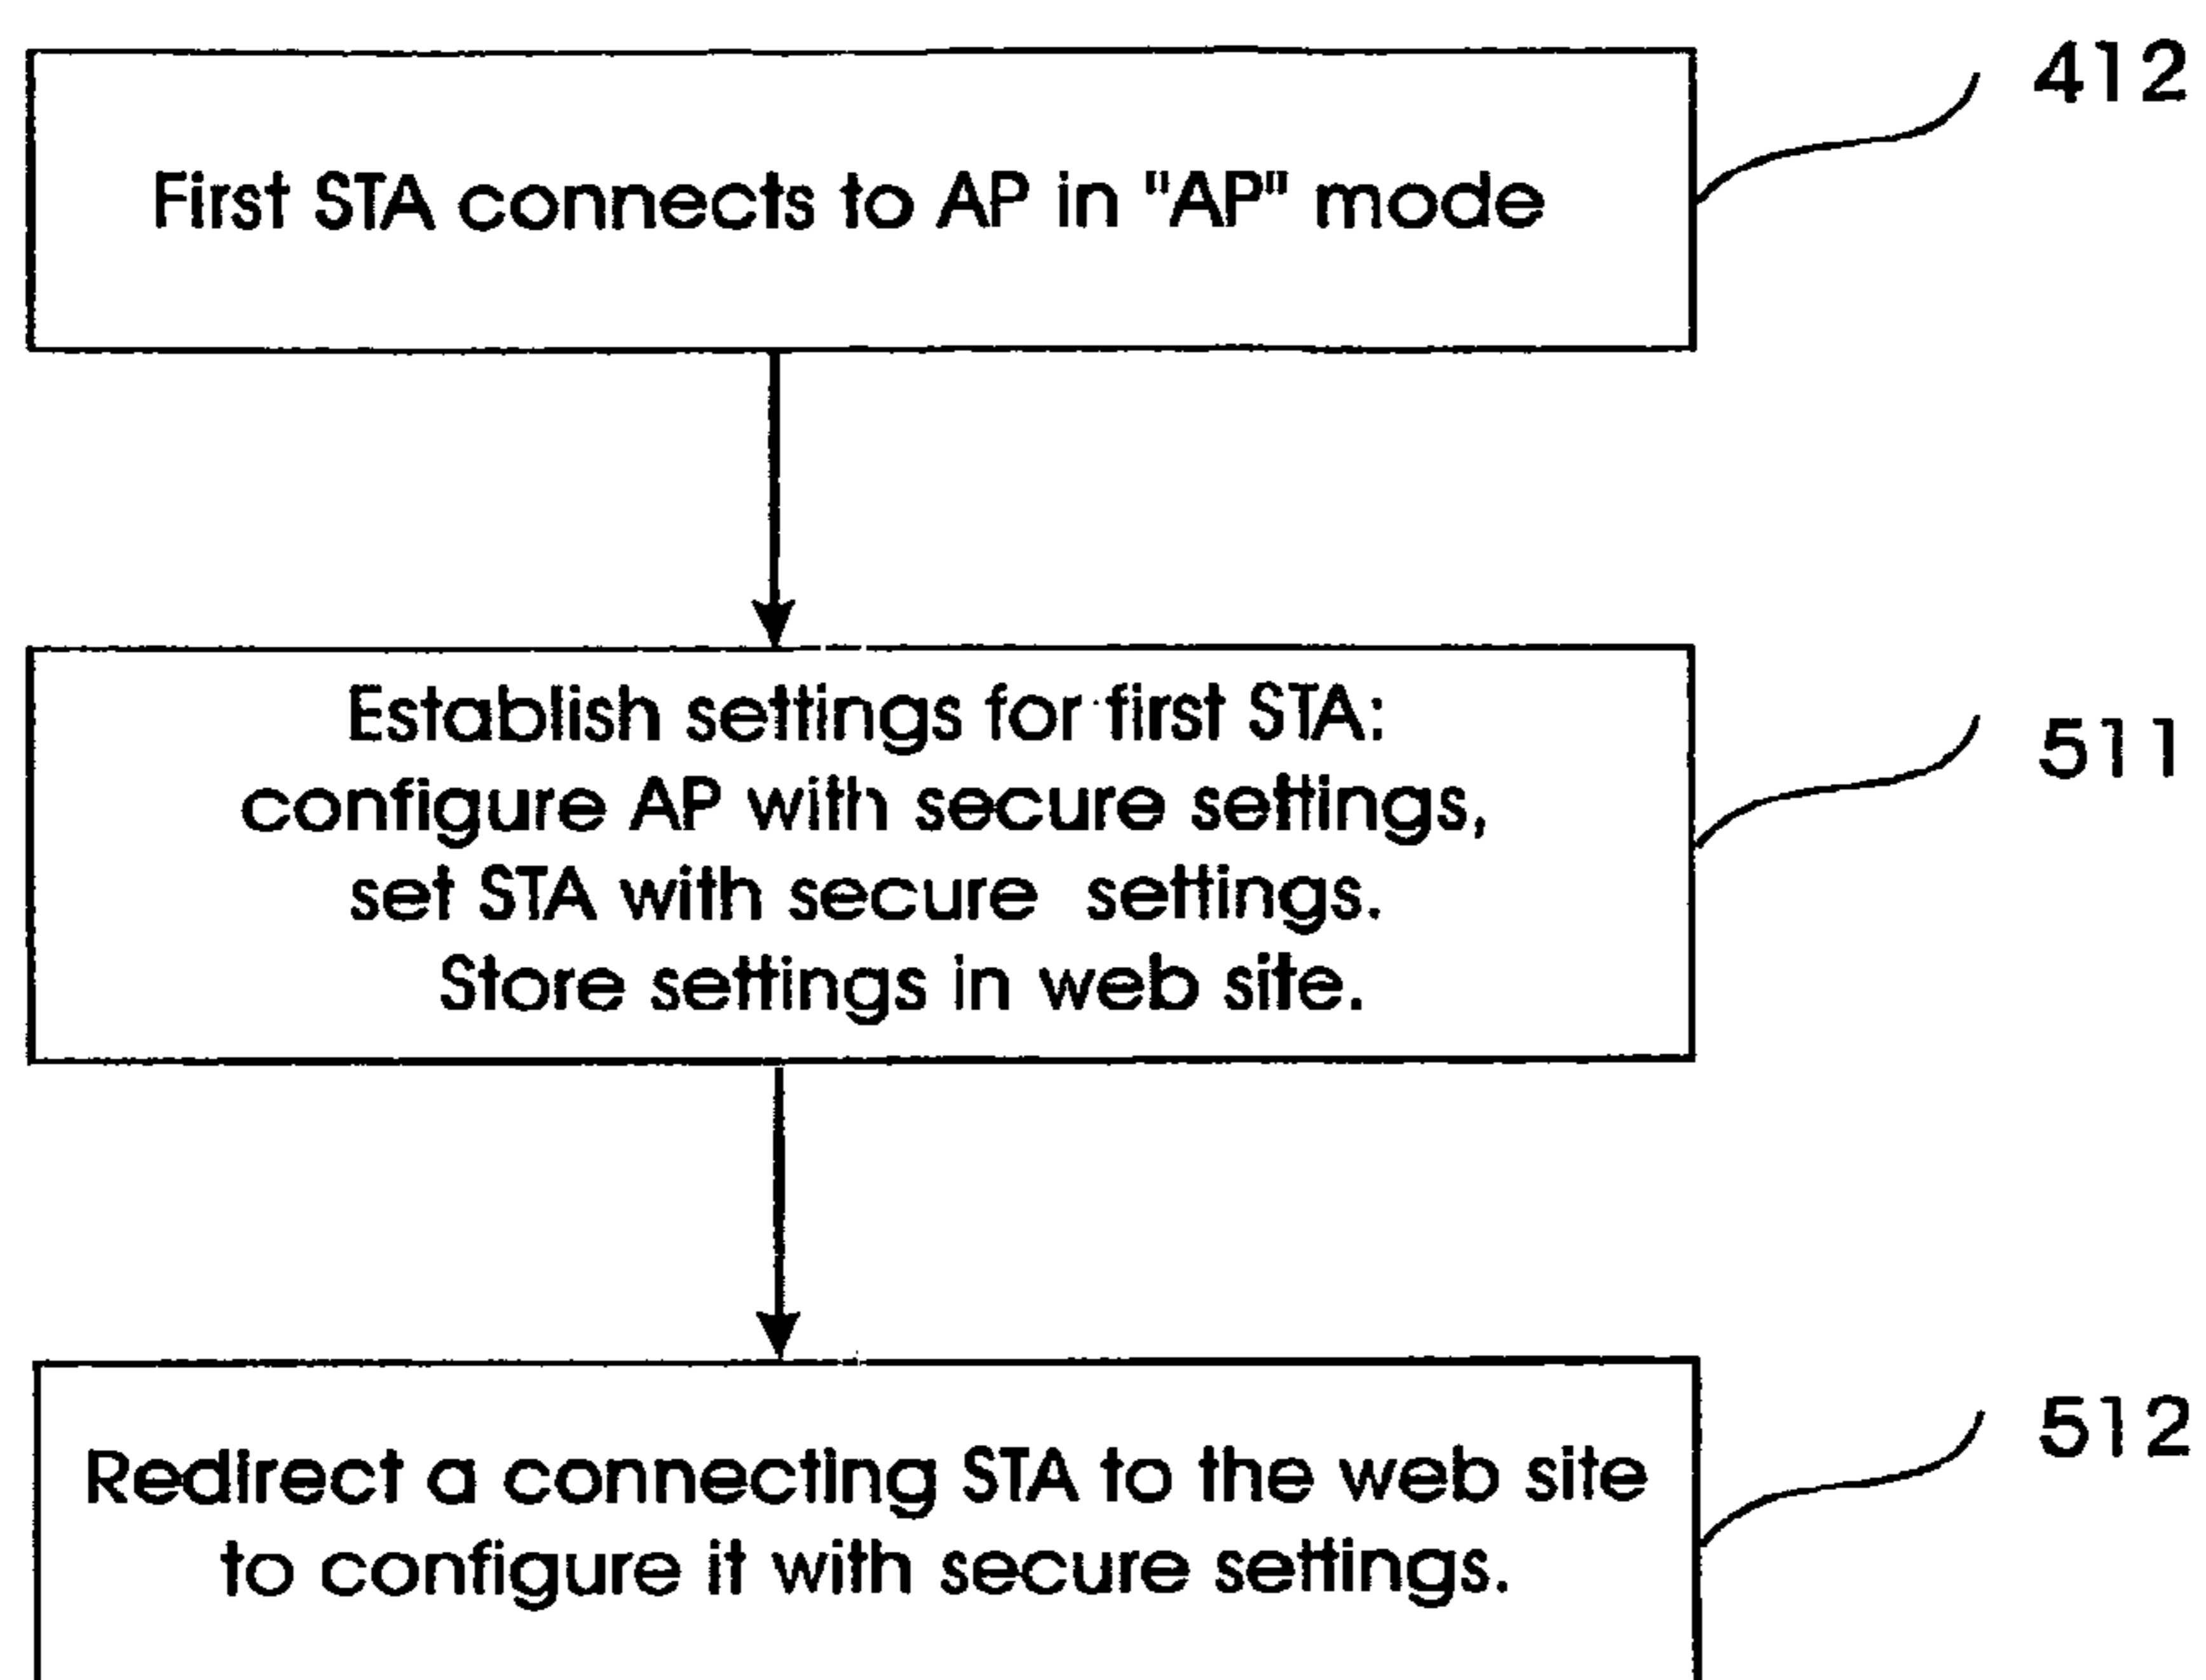 412
First STA connects to AP in "AP" mode
Establish settings for first STA:
configure AP with secure settings,
set STA with secure settings.
Store settings in web site.
511
Redirect a connecting STA to the web site
to configure it with secure settings.
512